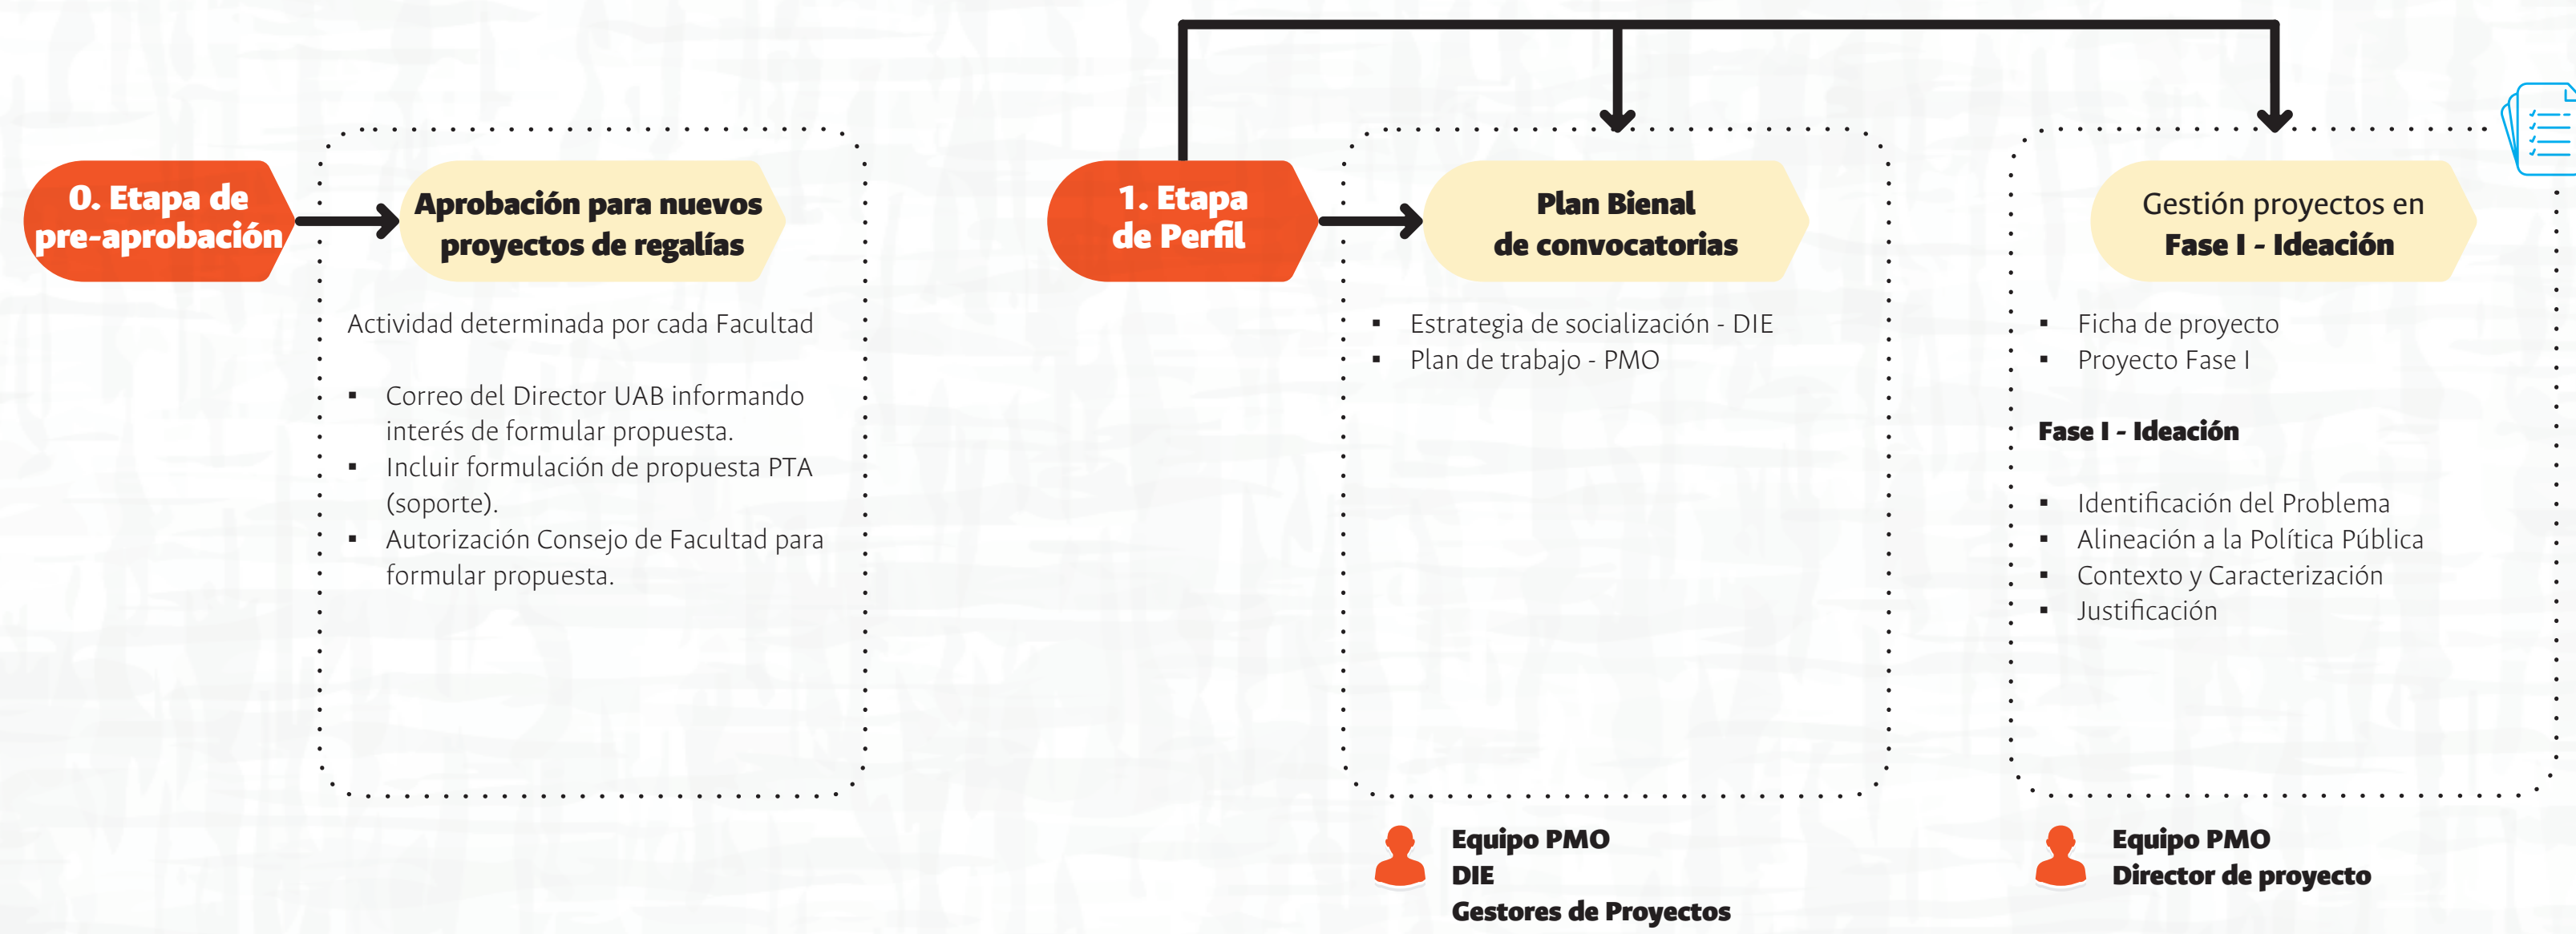 0. Etapa de
pre-aprobación
Aprobación para nuevos
proyectos de regalías
Actividad determinada por cada Facultad
▪ Correo del Director UAB informando
interés de formular propuesta.
▪ Incluir formulación de propuesta PTA
(soporte).
▪ Autorización Consejo de Facultad para
formular propuesta.
1. Etapa
de Perfil
Plan Bienal
de convocatorias
▪ Estrategia de socialización - DIE
▪ Plan de trabajo - PMO
Equipo PMO
DIE
Gestores de Proyectos
Gestión proyectos en
Fase I - Ideación
▪ Ficha de proyecto
▪ Proyecto Fase I
Fase I - Ideación
▪ Identificación del Problema
▪ Alineación a la Política Pública
▪ Contexto y Caracterización
▪ Justificación
Equipo PMO
Director de proyecto